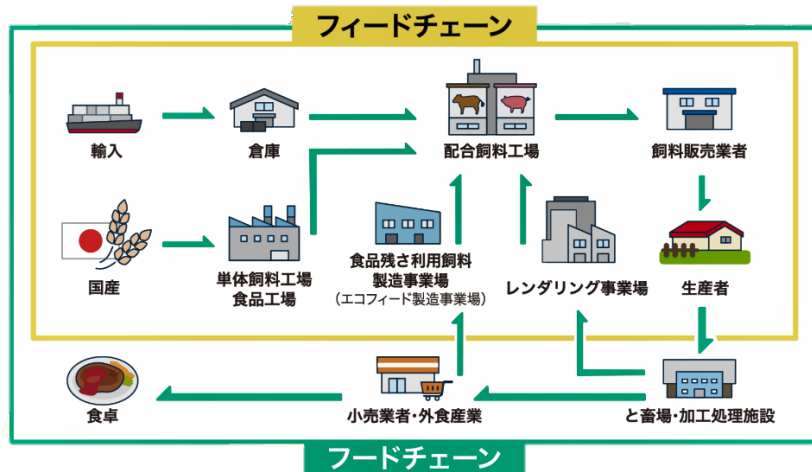 フィードチェーン
輸入
倉庫
配合飼料工場
飼料販売業者
国産
単体飼料工場
食品工場
食品残さ利用飼料
製造事業場
（エコフィード製造事業場）
レンダリング事業場
生産者
食卓
小売業者・外食産業
と畜場・加工処理施設
フードチェーン